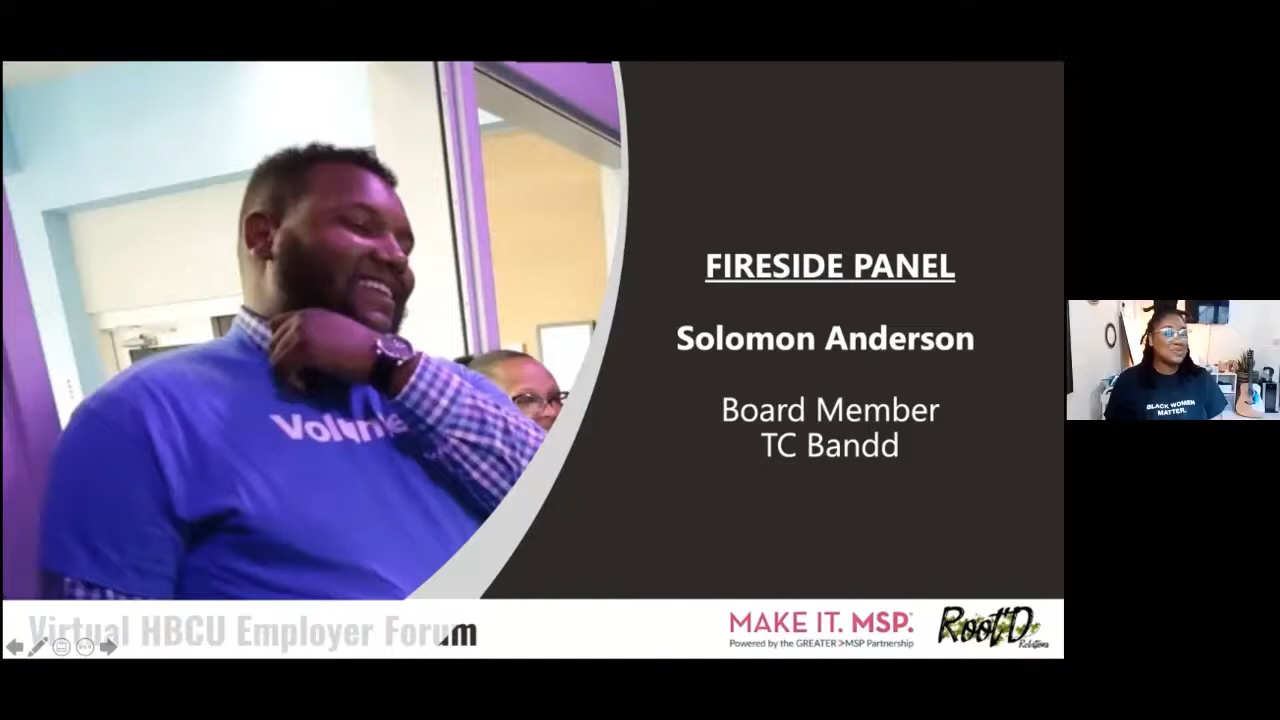 FIRESIDE PANEL
Solomon Anderson
Board Member
TC Bandd
BLACK WOMEN
MATTER.
Virtual HBCU Employer Forum
MAKE IT. MSP.
Powered by the GREATER>MSP Partnership
Root'D
Relations